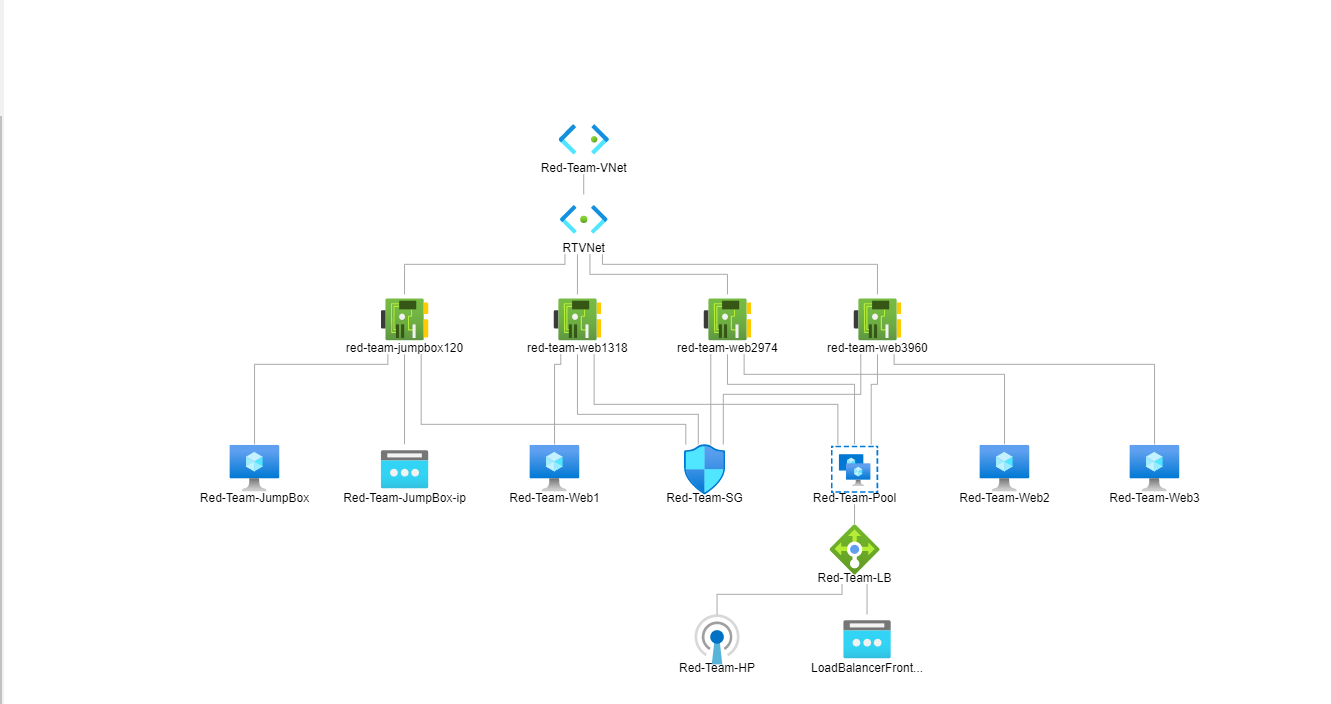 Red-Team-VNet
RTVNet
red-team-jumpbox120
red-team-web1318
red-team-web2974
red-team-web3960
Red-Team-JumpBox
Red-Team-JumpBox-ip
Red-Team-Web1
Red-Team-SG
Red-Team-Pool
Red-Team-Web2
Red-Team-Web3
Red-Team-LB
Red-Team-HP
LoadBalancerFront...